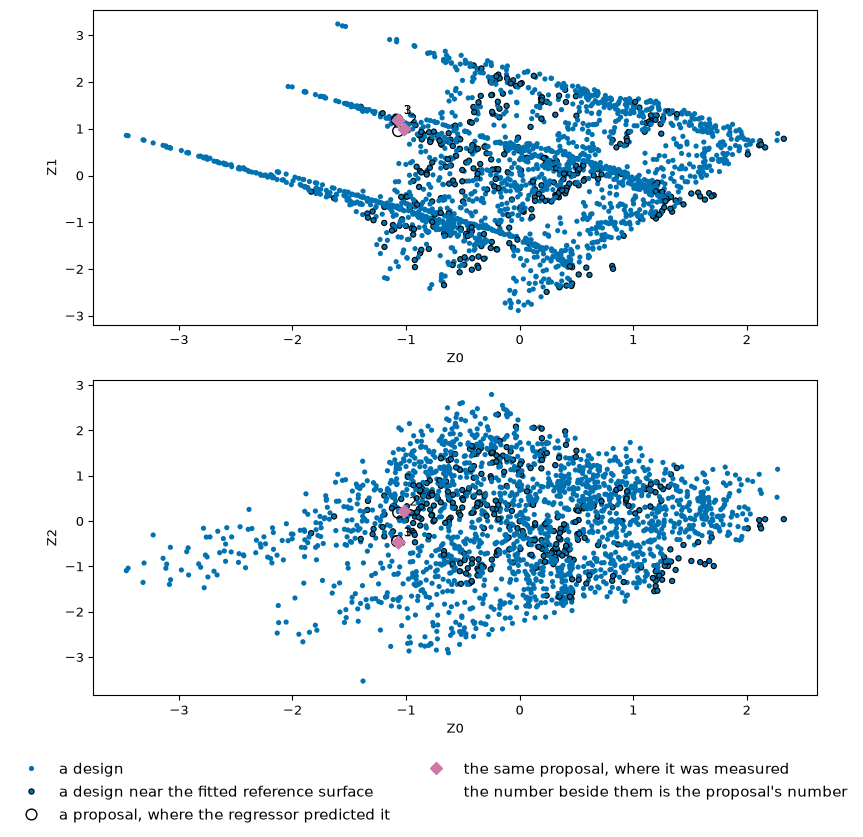 3
2
1
0
−1
−2
−3
Z1
−3
−2
−1
0
1
2
Z0
3
2
1
0
−1
−2
−3
Z2
−3
−2
−1
0
1
2
Z0
a design
a design near the fitted reference surface
a proposal, where the regressor predicted it
the same proposal, where it was measured
the number beside them is the proposal's number